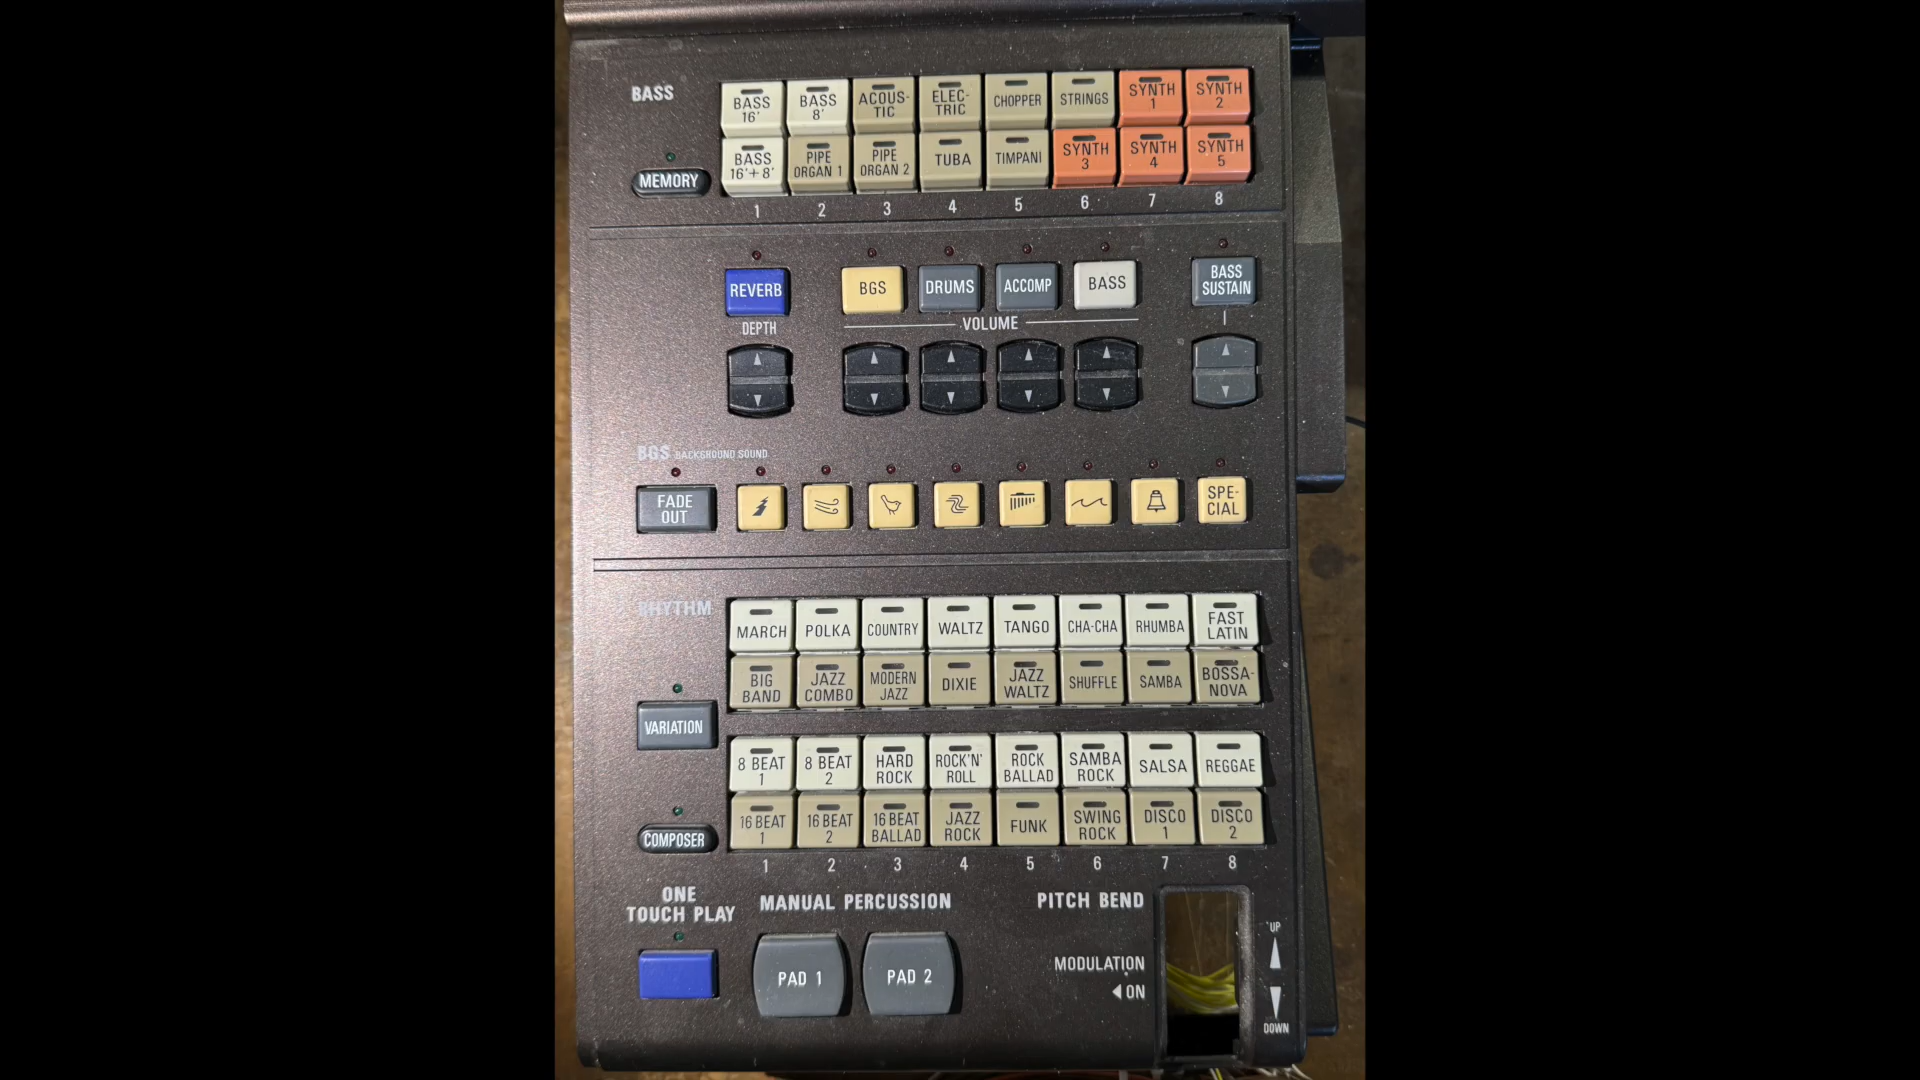 BASS
BASS 16'
BASS 8'
ACOUS-
TIC
ELEC-
TRIC
CHOPPER
STRINGS
SYNTH 1
SYNTH 2
BASS 16'+8'
PIPE ORGAN 1
PIPE ORGAN 2
TUBA
TIMPANI
SYNTH 3
SYNTH 4
SYNTH 5
MEMORY
1 2 3 4 5 6 7 8
REVERB
BGS
DRUMS
ACCOMP
BASS
BASS SUSTAIN
DEPTH
VOLUME
BGS BACKGROUND SOUND
FADE OUT
SPE-
CIAL
RHYTHM
MARCH
POLKA
COUNTRY
WALTZ
TANGO
CHA-CHA
RHUMBA
FAST LATIN
BIG BAND
JAZZ COMBO
MODERN JAZZ
DIXIE
JAZZ WALTZ
SHUFFLE
SAMBA
BOSSA-
NOVA
VARIATION
8 BEAT 1
8 BEAT 2
HARD ROCK
ROCK'N' ROLL
ROCK BALLAD
SAMBA ROCK
SALSA
REGGAE
16 BEAT 1
16 BEAT 2
16 BEAT BALLAD
JAZZ ROCK
FUNK
SWING ROCK
DISCO 1
DISCO 2
COMPOSER
1 2 3 4 5 6 7 8
ONE TOUCH PLAY
MANUAL PERCUSSION
PAD 1
PAD 2
PITCH BEND
UP
MODULATION
ON
DOWN